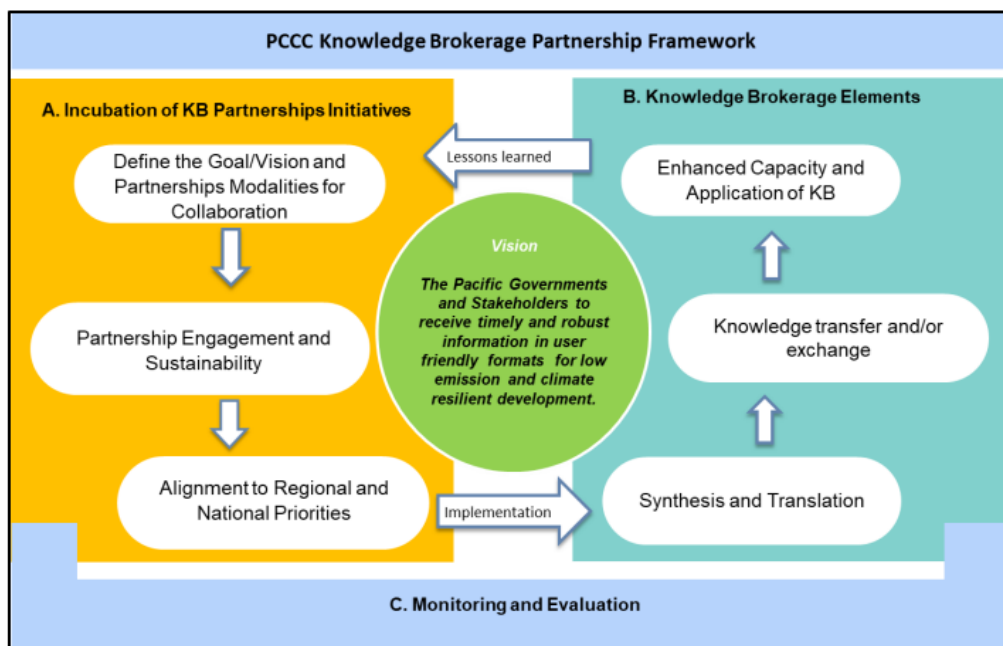 PCCC Knowledge Brokerage Partnership Framework
A. Incubation of KB Partnerships Initiatives
Define the Goal/Vision and
Partnerships Modalities for
Collaboration
Partnership Engagement and
Sustainability
Alignment to Regional and
National Priorities
Lessons learned
Vision
The Pacific Governments
and Stakeholders to
receive timely and robust
information in user
friendly formats for low
emission and climate
resilient development.
Implementation
B. Knowledge Brokerage Elements
Enhanced Capacity and
Application of KB
Knowledge transfer and/or
exchange
Synthesis and Translation
C. Monitoring and Evaluation